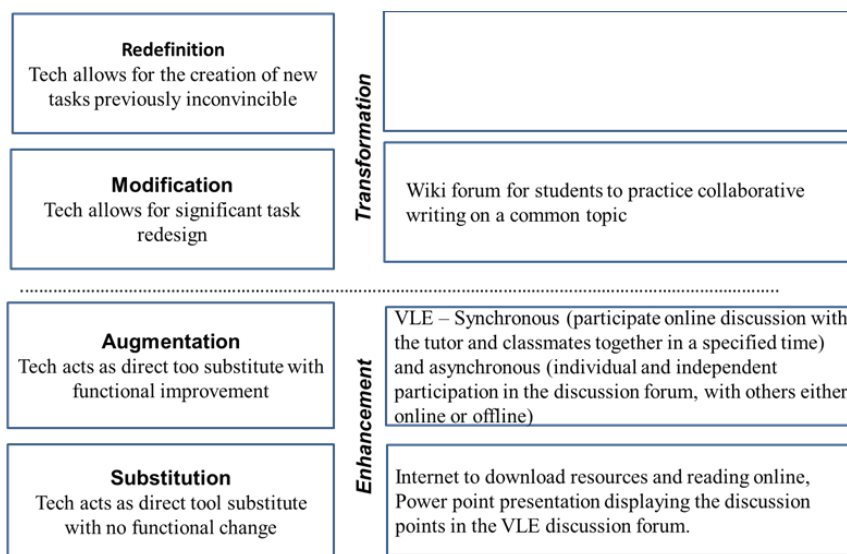 Redefinition
Tech allows for the creation of new
tasks previously inconvincible
Modification
Tech allows for significant task
redesign
Transformation
Wiki forum for students to practice collaborative
writing on a common topic
Augmentation
Tech acts as direct too substitute with
functional improvement
Substitution
Tech acts as direct tool substitute
with no functional change
Enhancement
VLE – Synchronous (participate online discussion with
the tutor and classmates together in a specified time)
and asynchronous (individual and independent
participation in the discussion forum, with others either
online or offline)
Internet to download resources and reading online,
Power point presentation displaying the discussion
points in the VLE discussion forum.